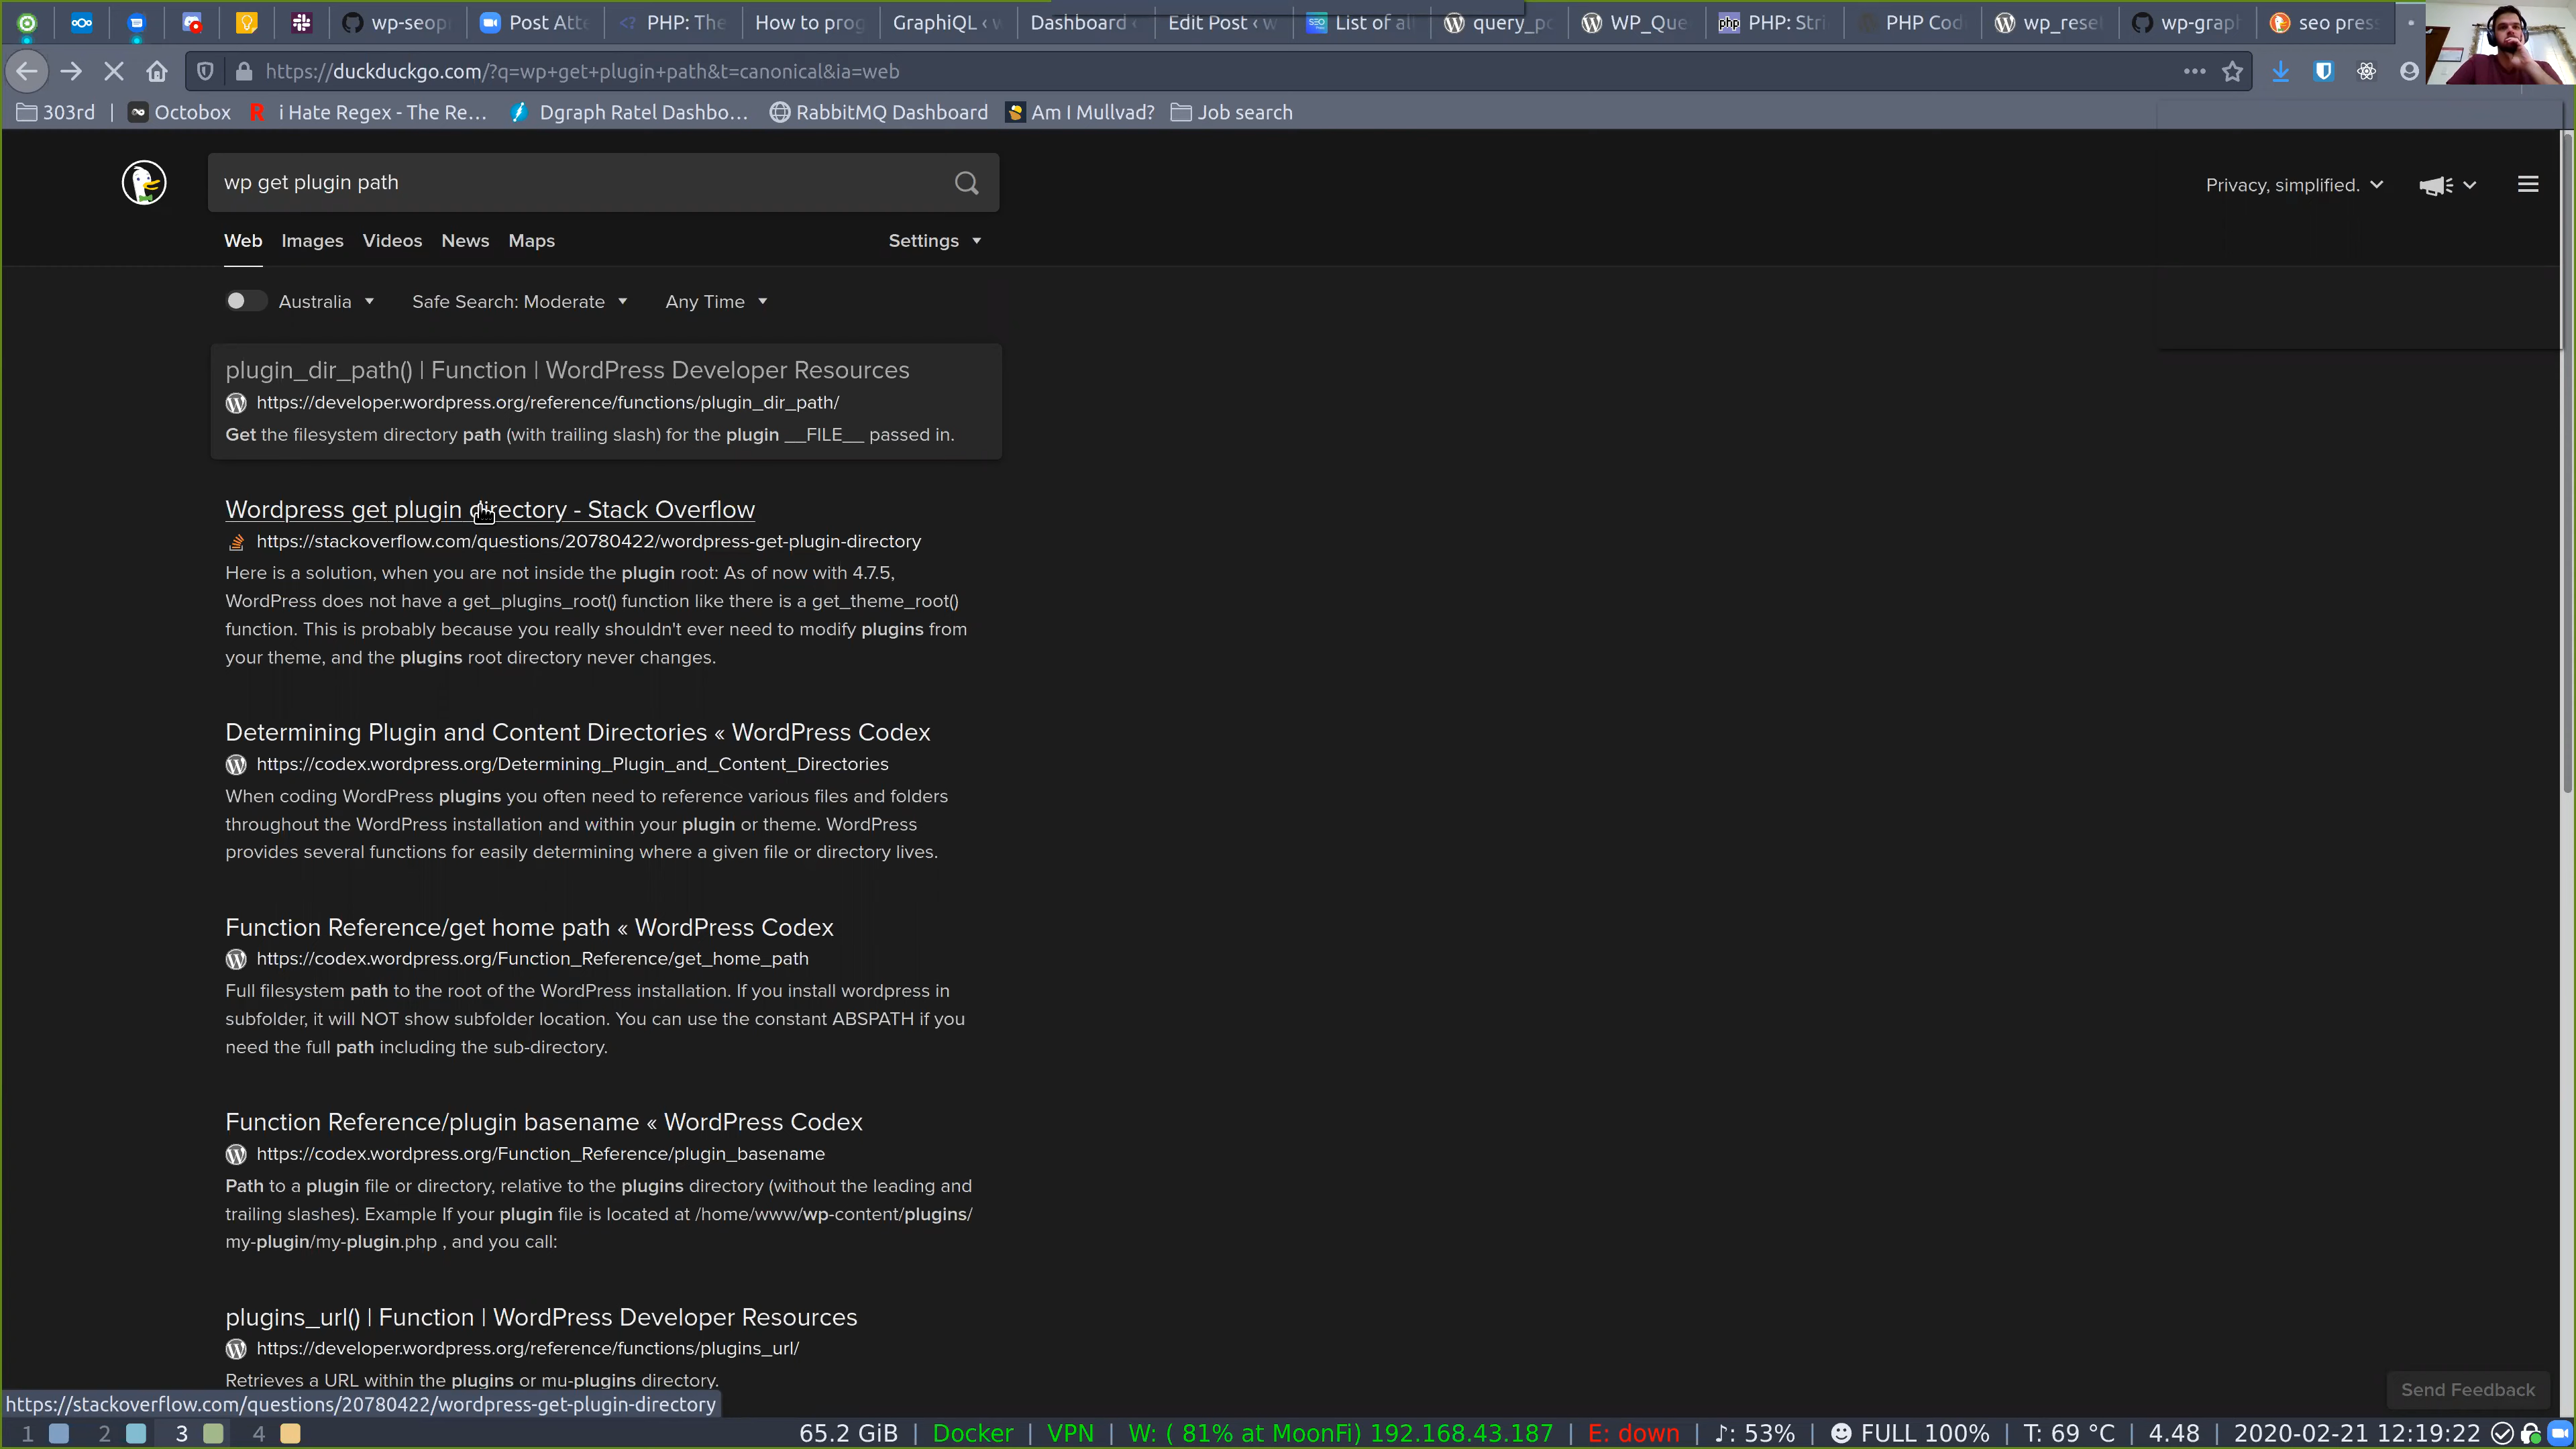 wp-seop
Post Atte
PHP: The
How to prog
GraphiQL ‹ w
Dashboard ‹
Edit Post ‹ w
SEO
List of al
query_po
WP_Que
php
PHP: Stri
PHP Cod
wp_rese
wp-grap
seo pres
https://duckduckgo.com/?q=wp+get+plugin+path&t=canonical&ia=web
303rd | Octobox
R i Hate Regex - The Re...
Dgraph Ratel Dashbo...
RabbitMQ Dashboard
Am I Mullvad?
Job search
wp get plugin path
Privacy, simplified.
Web Images Videos News Maps Settings
Australia Safe Search: Moderate Any Time
plugin_dir_path() | Function | WordPress Developer Resources
https://developer.wordpress.org/reference/functions/plugin_dir_path/
Get the filesystem directory path (with trailing slash) for the plugin __FILE__ passed in.
Wordpress get plugin directory - Stack Overflow
https://stackoverflow.com/questions/20780422/wordpress-get-plugin-directory
Here is a solution, when you are not inside the plugin root: As of now with 4.7.5,
WordPress does not have a get_plugins_root() function like there is a get_theme_root()
function. This is probably because you really shouldn't ever need to modify plugins from
your theme, and the plugins root directory never changes.
Determining Plugin and Content Directories « WordPress Codex
https://codex.wordpress.org/Determining_Plugin_and_Content_Directories
When coding WordPress plugins you often need to reference various files and folders
throughout the WordPress installation and within your plugin or theme. WordPress
provides several functions for easily determining where a given file or directory lives.
Function Reference/get home path « WordPress Codex
https://codex.wordpress.org/Function_Reference/get_home_path
Full filesystem path to the root of the WordPress installation. If you install wordpress in
subfolder, it will NOT show subfolder location. You can use the constant ABSPATH if you
need the full path including the sub-directory.
Function Reference/plugin basename « WordPress Codex
https://codex.wordpress.org/Function_Reference/plugin_basename
Path to a plugin file or directory, relative to the plugins directory (without the leading and
trailing slashes). Example If your plugin file is located at /home/www/wp-content/plugins/
my-plugin/my-plugin.php , and you call:
plugins_url() | Function | WordPress Developer Resources
https://developer.wordpress.org/reference/functions/plugins_url/
Retrieves a URL within the plugins or mu-plugins directory.
Send Feedback
https://stackoverflow.com/questions/20780422/wordpress-get-plugin-directory
1 2 3 4
65.2 GiB | Docker | VPN | W: ( 81% at MoonFi) 192.168.43.187 | E: down | ♪: 53% | ☻ FULL 100% | T: 69 °C | 4.48 | 2020-02-21 12:19:22